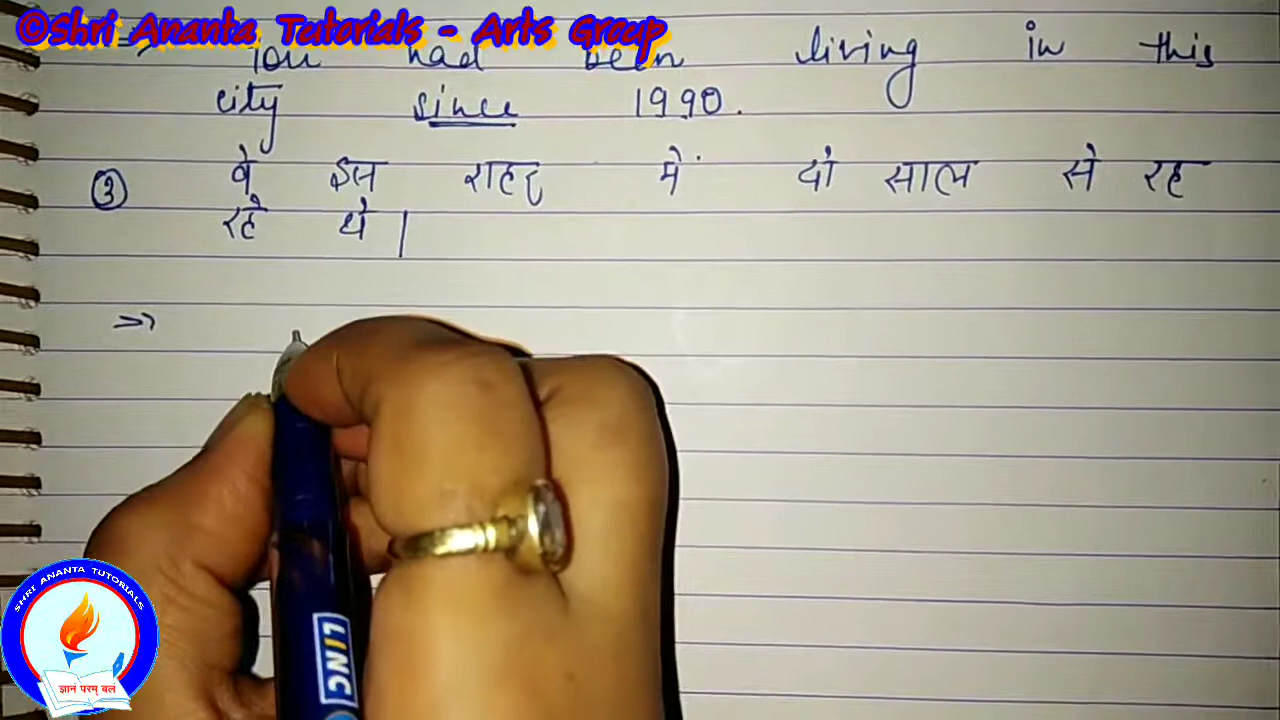 ©Shri Ananta Tutorials - Arts Group
=> You had been living in this
city since 1990.
③ वे इस शहर में दो साल से रह
रहे थे |
=>
LINC
SHRI ANANTA TUTORIALS
ज्ञानं परमं बलं